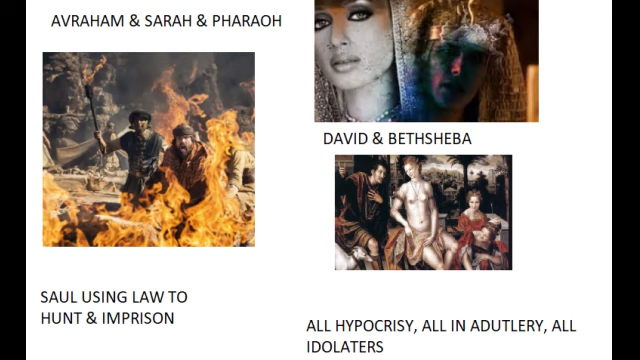 AVRAHAM & SARAH & PHARAOH
DAVID & BETHSHEBA
SAUL USING LAW TO
HUNT & IMPRISON
ALL HYPOCRISY, ALL IN ADUTLERY, ALL
IDOLATERS